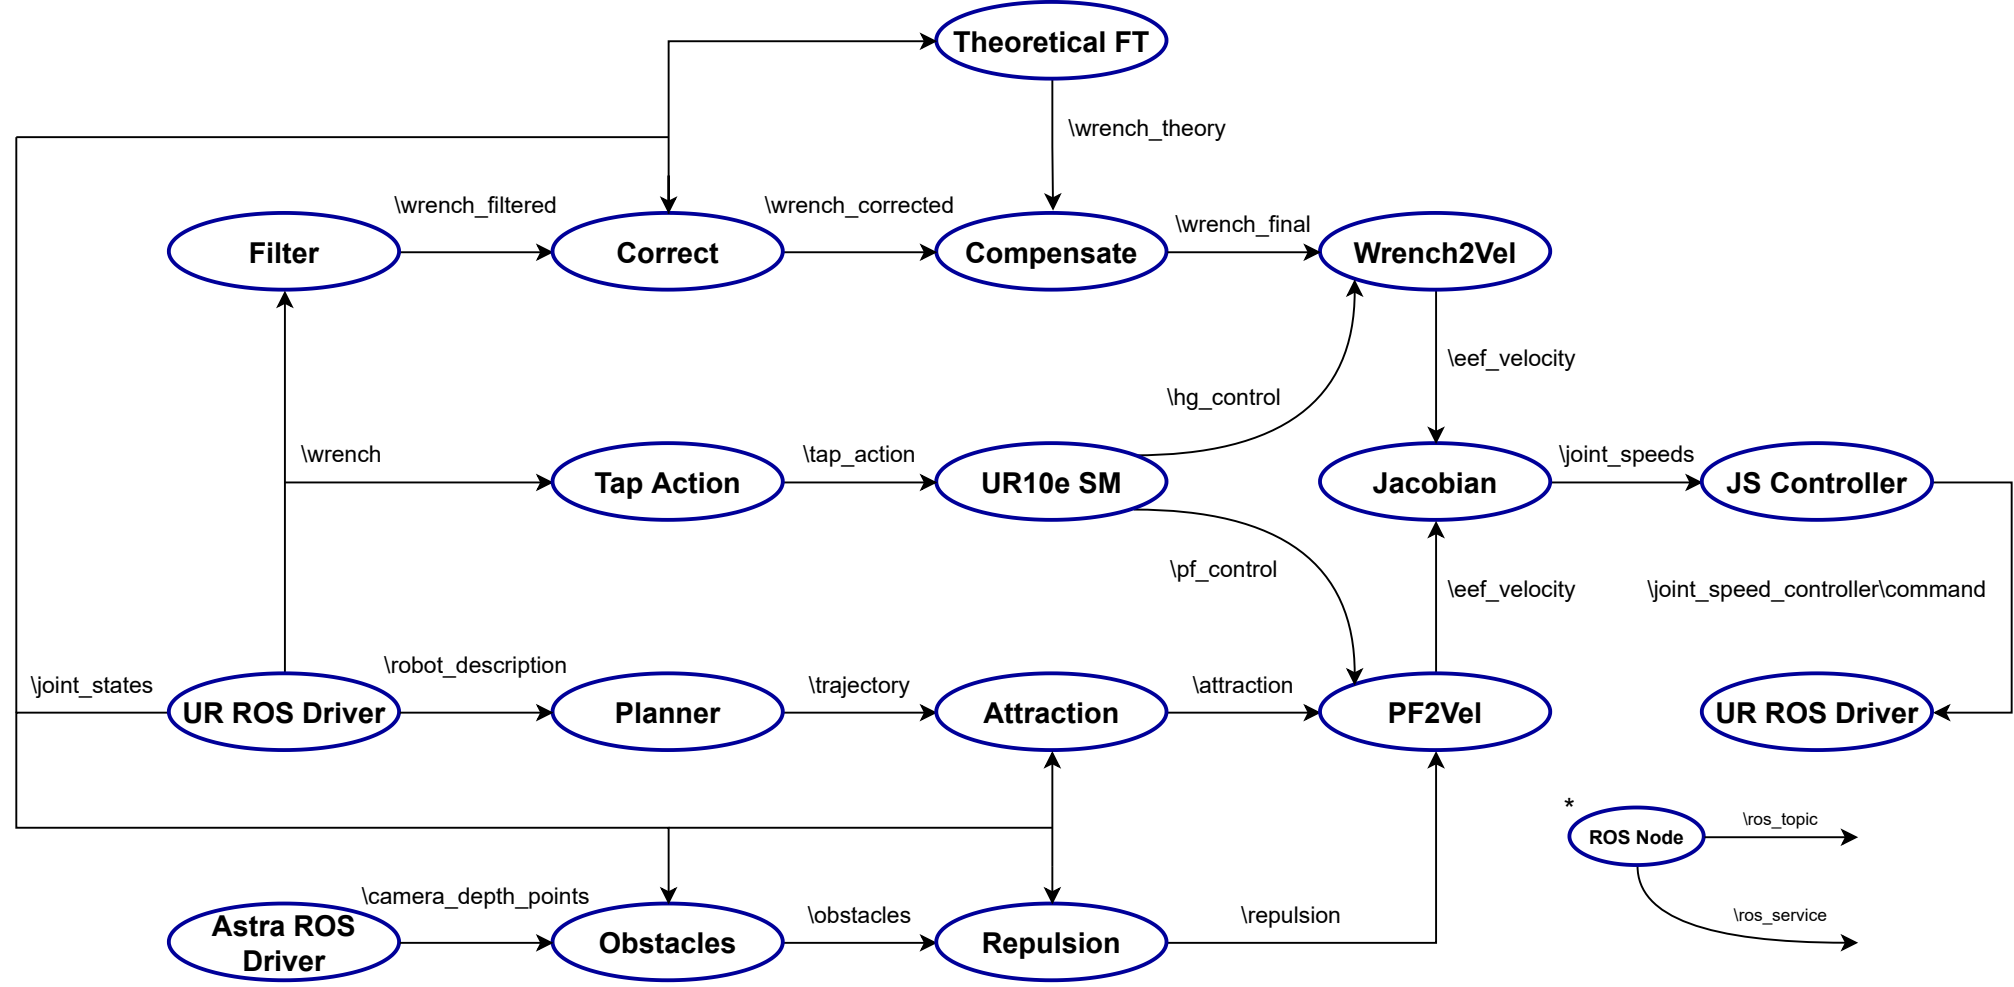 Theoretical FT
\wrench_theory
\wrench_filtered
\wrench_corrected
\wrench_final
Filter
Correct
Compensate
Wrench2Vel
\eef_velocity
\hg_control
\wrench
\tap_action
\joint_speeds
Tap Action
UR10e SM
Jacobian
JS Controller
\pf_control
\eef_velocity
\joint_speed_controller\command
\joint_states
\robot_description
\trajectory
\attraction
UR ROS Driver
Planner
Attraction
PF2Vel
UR ROS Driver
*
ROS Node
\ros_topic
\ros_service
\camera_depth_points
\obstacles
\repulsion
Astra ROS
Driver
Obstacles
Repulsion